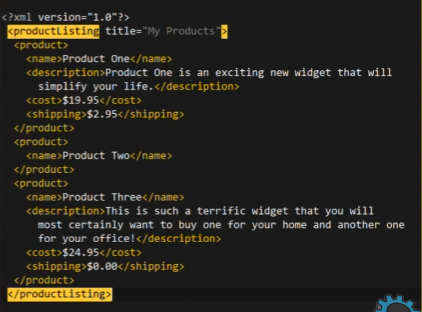 <?xml version="1.0"?>
<productListing title="My Products">
<product>
<name>Product One</name>
<description>Product One is an exciting new widget that will
simplify your life.</description>
<cost>$19.95</cost>
<shipping>$2.95</shipping>
</product>
<product>
<name>Product Two</name>
</product>
<product>
<name>Product Three</name>
<description>This is such a terrific widget that you will
most certainly want to buy one for your home and another one
for your office!</description>
<cost>$24.95</cost>
<shipping>$0.00</shipping>
</product>
</productListing>